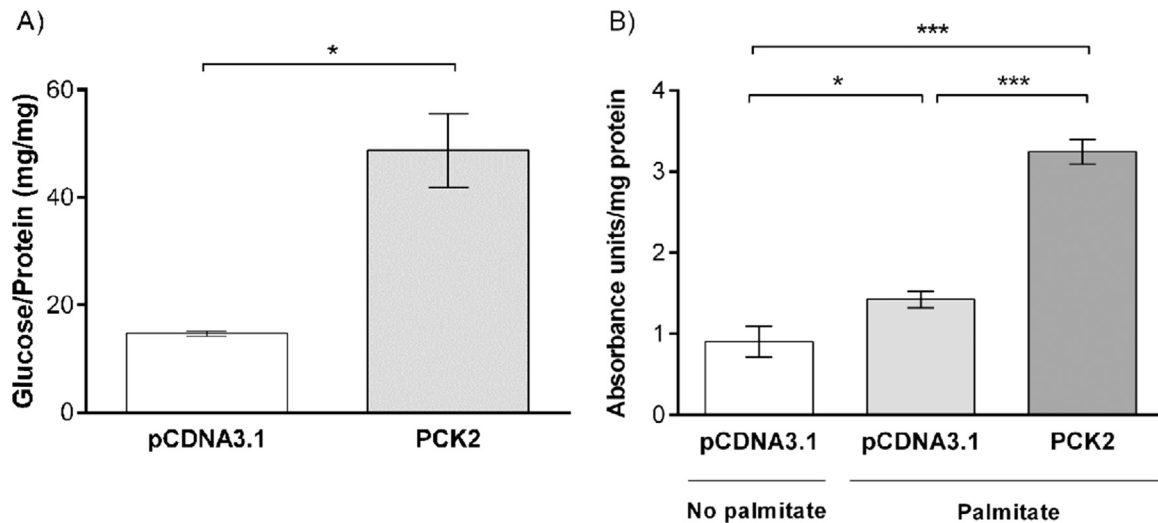 A)
*
Glucose/Protein (mg/mg)
60
40
20
0
pCDNA3.1 PCK2
B)
***
* ***
Absorbance units/mg protein
4
3
2
1
0
pCDNA3.1 pCDNA3.1 PCK2
No palmitate Palmitate